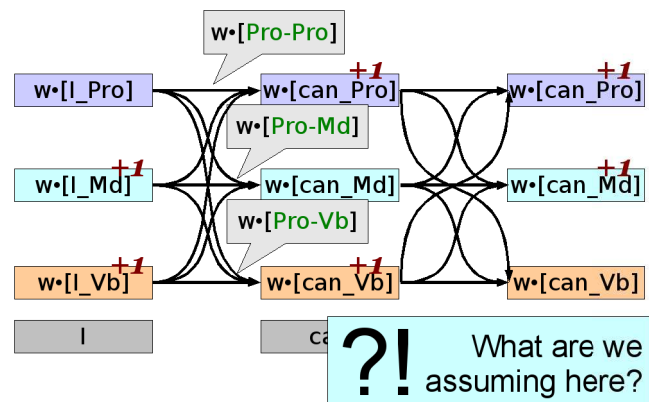 w•[Pro-Pro]
+1 +1
w•[I_Pro] w•[can_Pro] w•[can_Pro]
w•[Pro-Md]
+1 +1
w•[I_Md] w•[can_Md] w•[can_Md]
w•[Pro-Vb]
+1 +1
w•[I_Vb] w•[can_Vb] w•[can_Vb]
I
?! What are we
assuming here?